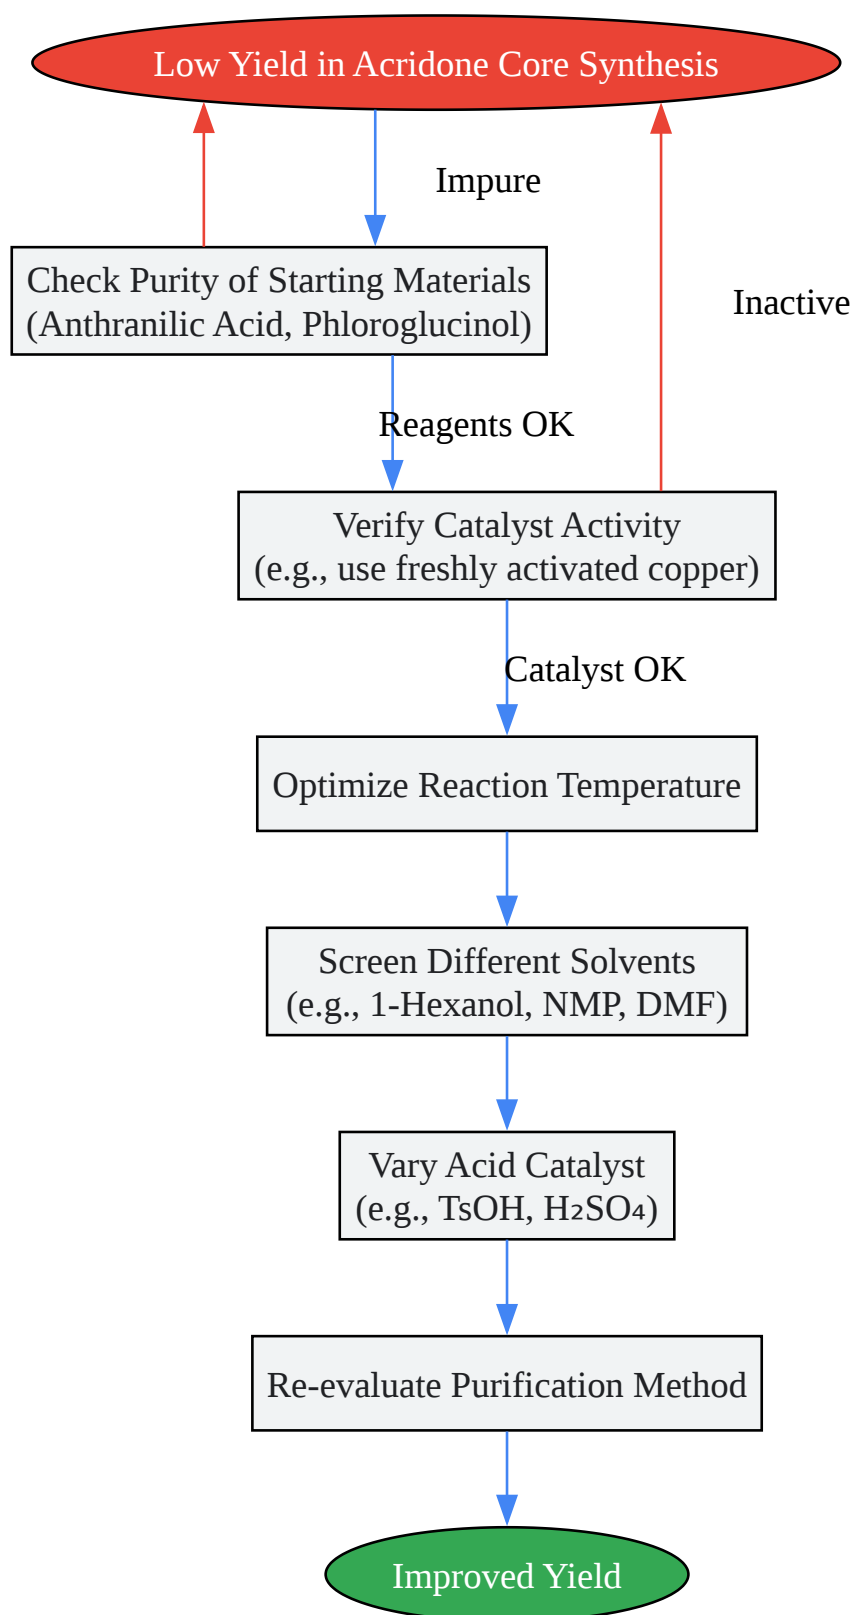 Low Yield in Acridone Core Synthesis
Impure
Check Purity of Starting Materials
(Anthranilic Acid, Phloroglucinol)
Inactive
Reagents OK
Verify Catalyst Activity
(e.g., use freshly activated copper)
Catalyst OK
Optimize Reaction Temperature
Screen Different Solvents
(e.g., 1-Hexanol, NMP, DMF)
Vary Acid Catalyst
(e.g., TsOH, H₂SO₄)
Re-evaluate Purification Method
Improved Yield